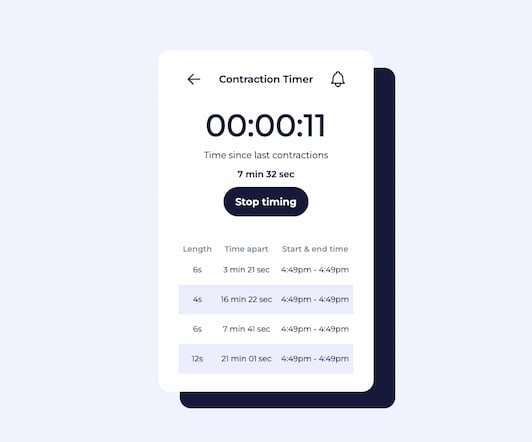 Contraction Timer
00:00:11
Time since last contractions
7 min 32 sec
Stop timing
Length Time apart Start & end time
6s 3 min 21 sec 4:49pm - 4:49pm
4s 16 min 22 sec 4:49pm - 4:49pm
6s 7 min 41 sec 4:49pm - 4:49pm
12s 21 min 01 sec 4:49pm - 4:49pm